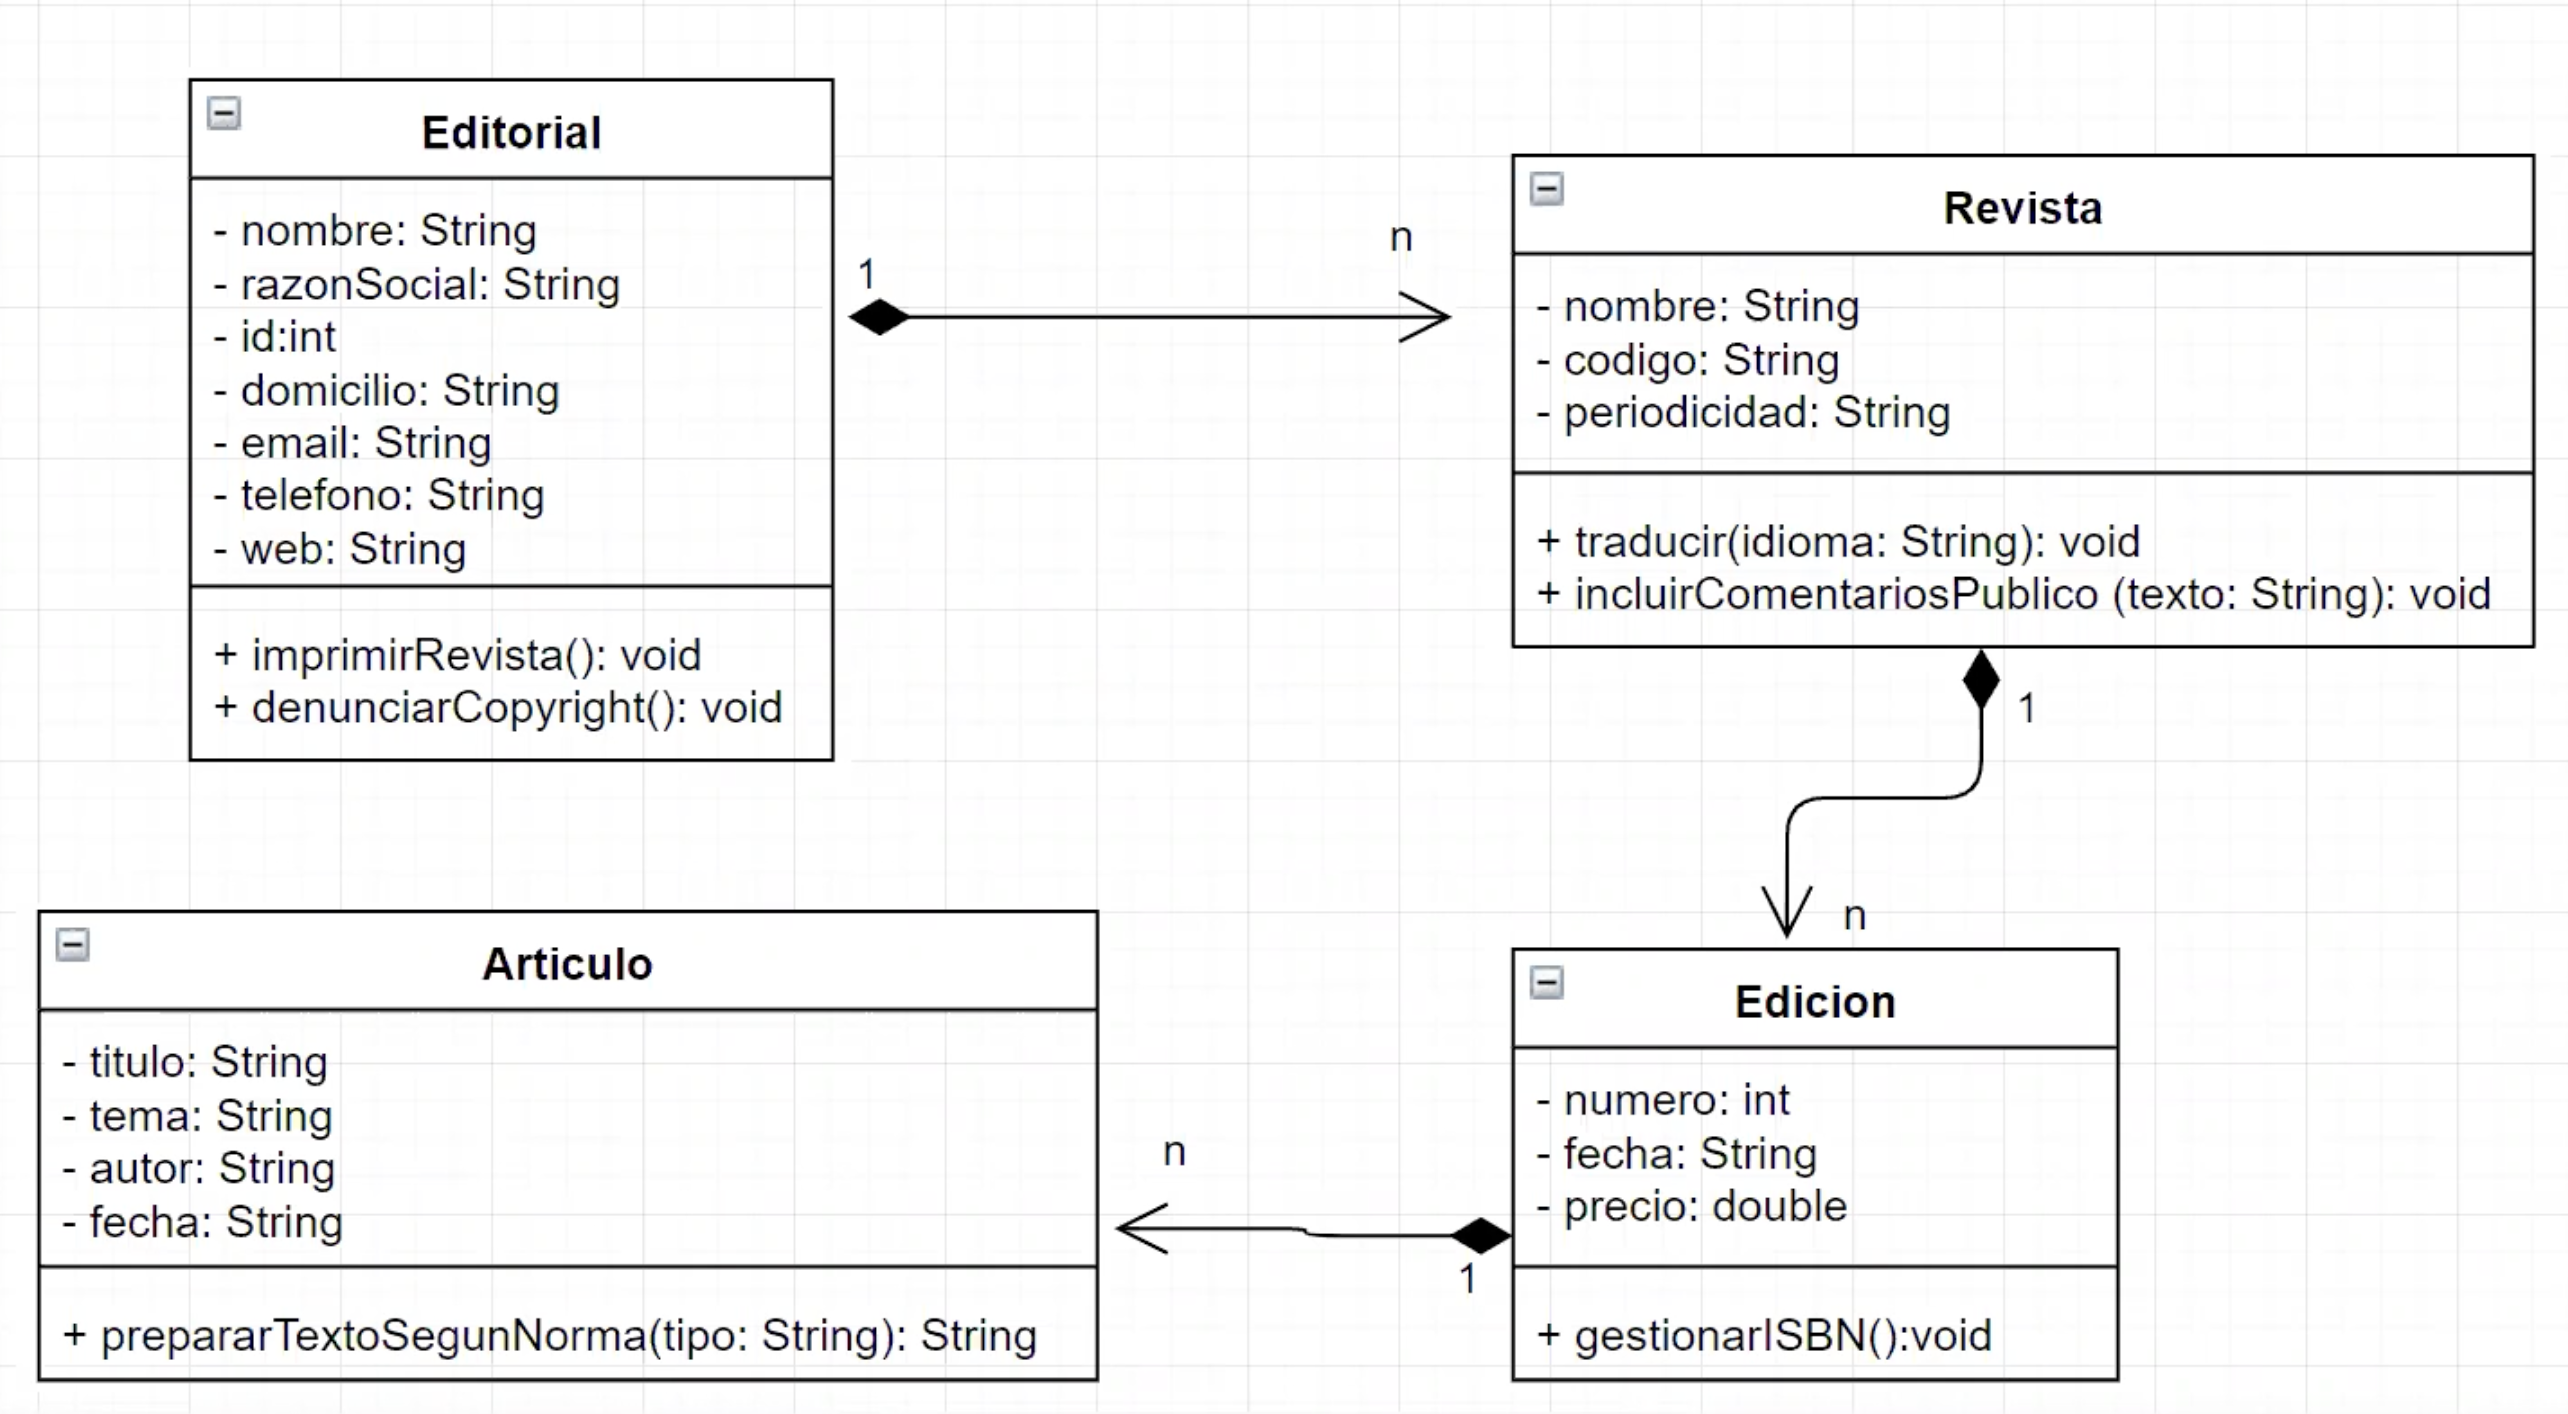 Editorial
- nombre: String
- razonSocial: String
- id:int
- domicilio: String
- email: String
- telefono: String
- web: String
+ imprimirRevista(): void
+ denunciarCopyright(): void
1
n
Revista
- nombre: String
- codigo: String
- periodicidad: String
+ traducir(idioma: String): void
+ incluirComentariosPublico (texto: String): void
1
n
Edicion
- numero: int
- fecha: String
- precio: double
+ gestionarISBN():void
1
n
Articulo
- titulo: String
- tema: String
- autor: String
- fecha: String
+ prepararTextoSegunNorma(tipo: String): String